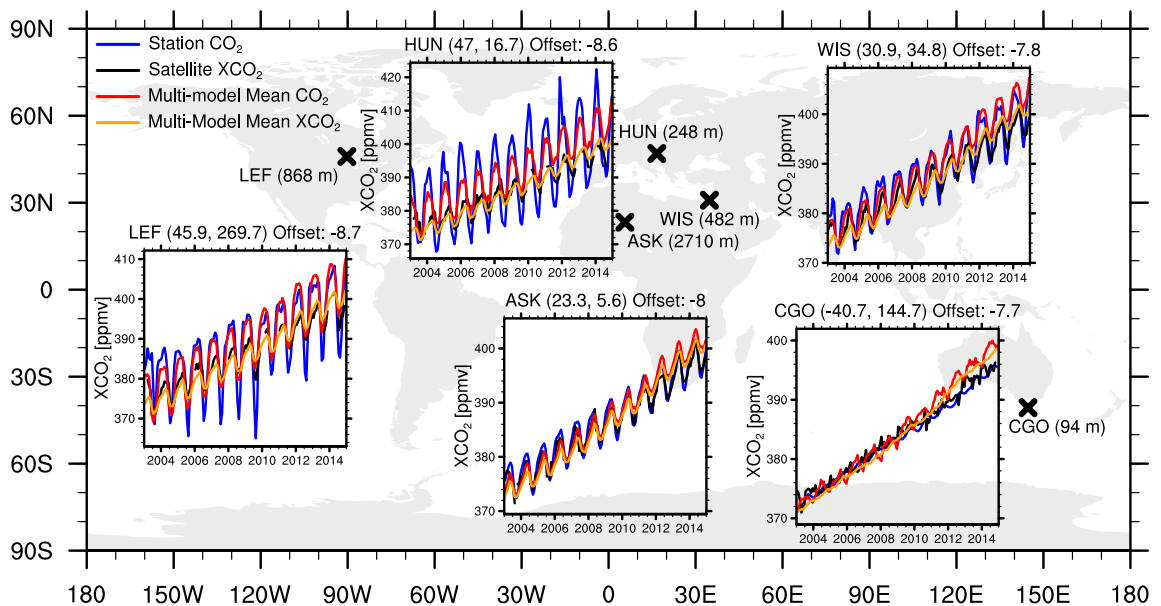 90N
60N
30N
0
30S
60S
90S
180
150W
120W
90W
60W
30W
0
30E
60E
90E
120E
150E
180
Station CO₂
Satellite XCO₂
Multi-model Mean CO₂
Multi-Model Mean XCO₂
LEF (868 m)
HUN (248 m)
WIS (482 m)
ASK (2710 m)
CGO (94 m)
HUN (47, 16.7) Offset: -8.6
XCO₂ [ppmv]
420
410
400
390
380
370
2004 2006 2008 2010 2012 2014
WIS (30.9, 34.8) Offset: -7.8
XCO₂ [ppmv]
400
390
380
370
2004 2006 2008 2010 2012 2014
LEF (45.9, 269.7) Offset: -8.7
XCO₂ [ppmv]
410
400
390
380
370
2004 2006 2008 2010 2012 2014
ASK (23.3, 5.6) Offset: -8
XCO₂ [ppmv]
400
390
380
370
2004 2006 2008 2010 2012 2014
CGO (-40.7, 144.7) Offset: -7.7
XCO₂ [ppmv]
400
390
380
370
2004 2006 2008 2010 2012 2014